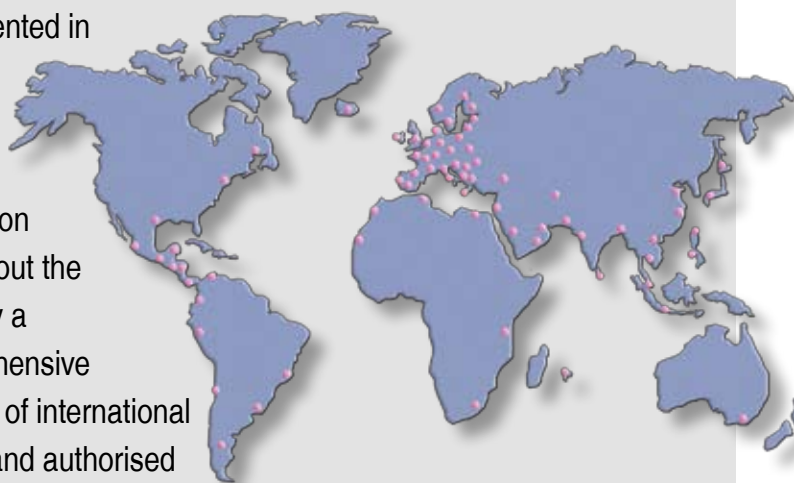 ented in
on
out the
a
hensive
of international
and authorised